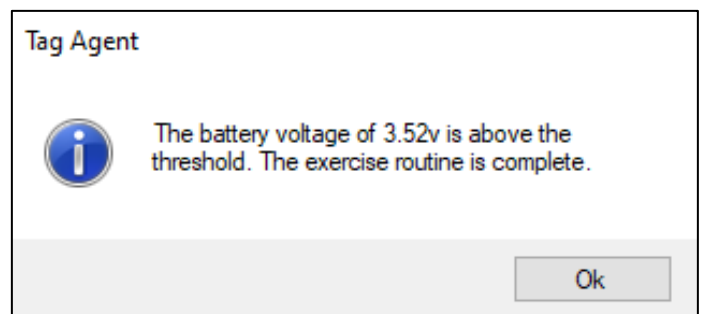 Tag Agent
The battery voltage of 3.52v is above the
threshold. The exercise routine is complete.
Ok